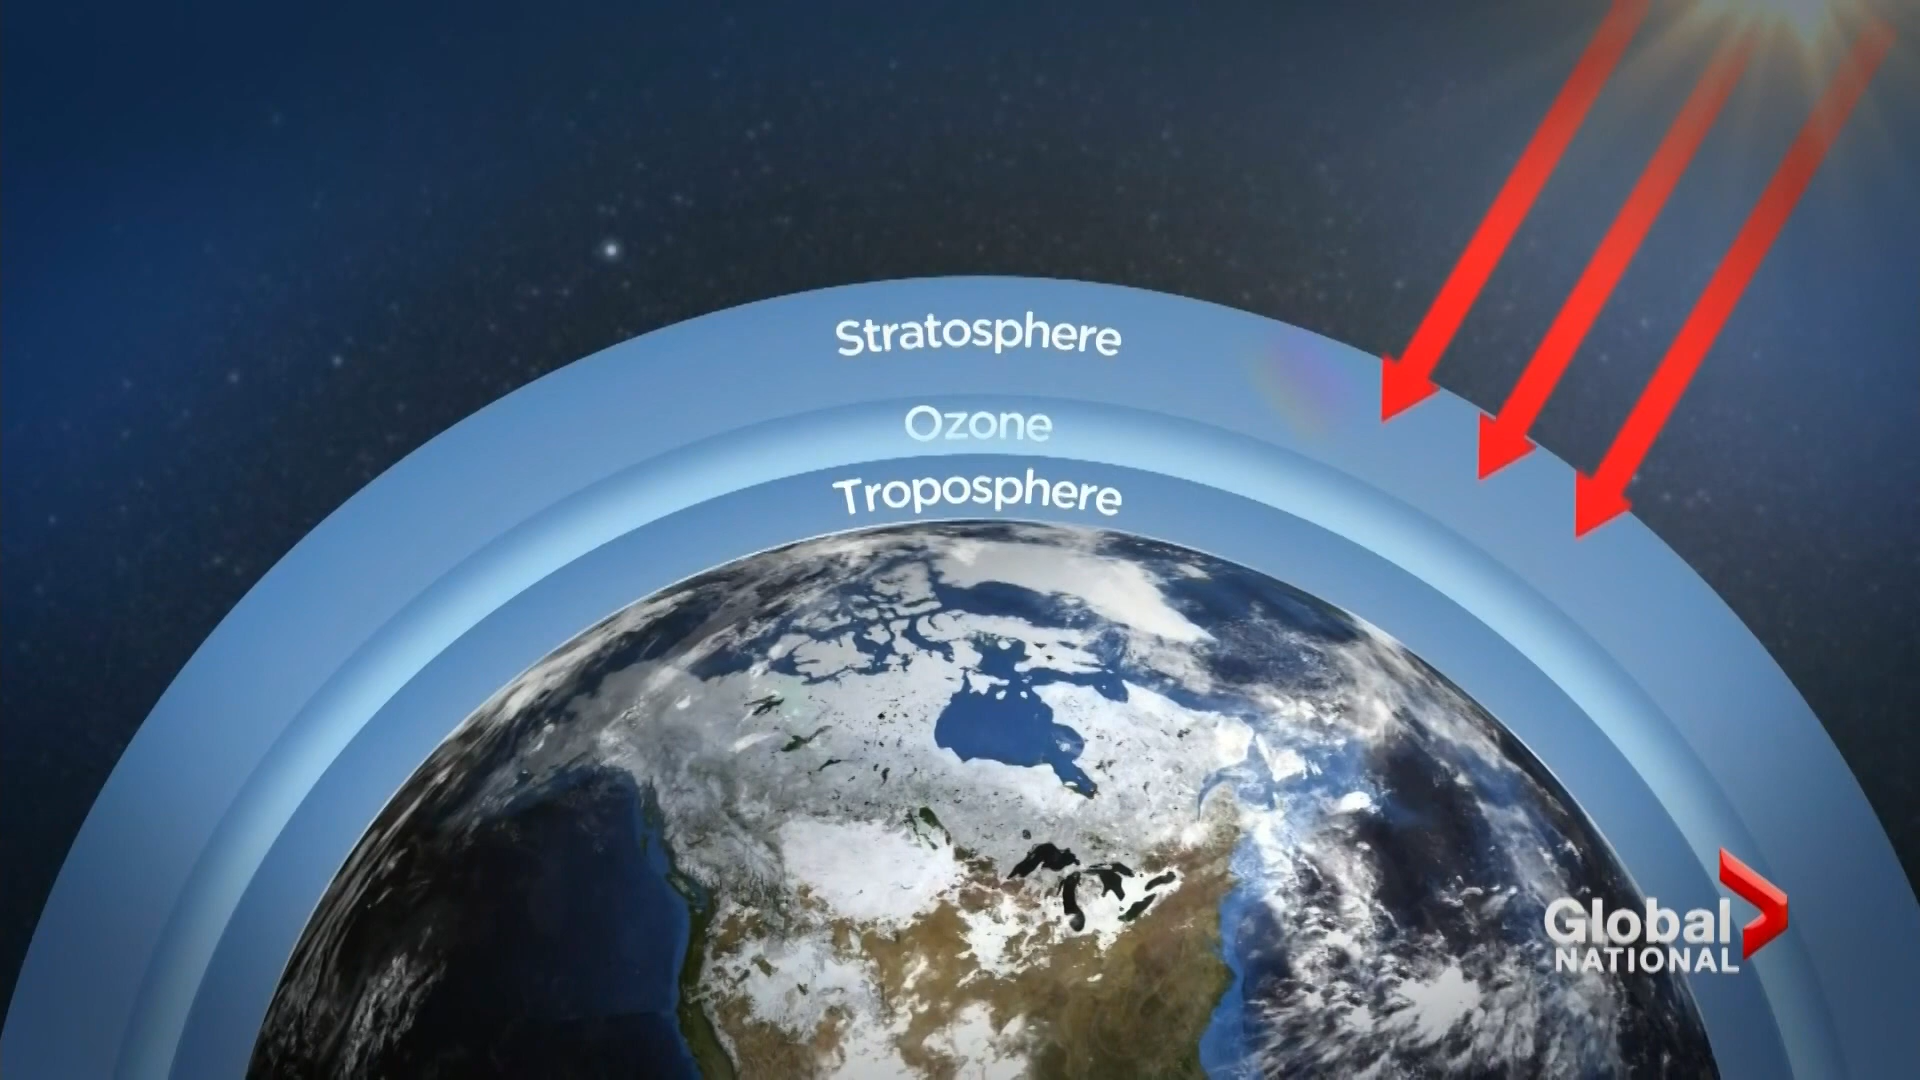 Stratosphere
Ozone
Troposphere
Global
NATIONAL